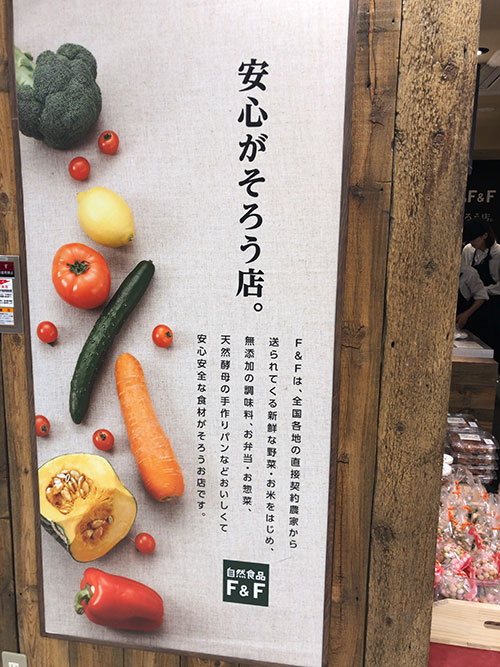 安心がそろう店。
F&Fは、全国各地の直接契約農家から
送られてくる新鮮な野菜・お米をはじめ、
無添加の調味料、お弁当・お惣菜、
天然酵母の手作りパンなどおいしくて
安心安全な食材がそろうお店です。
自然食品
F&F
F&F